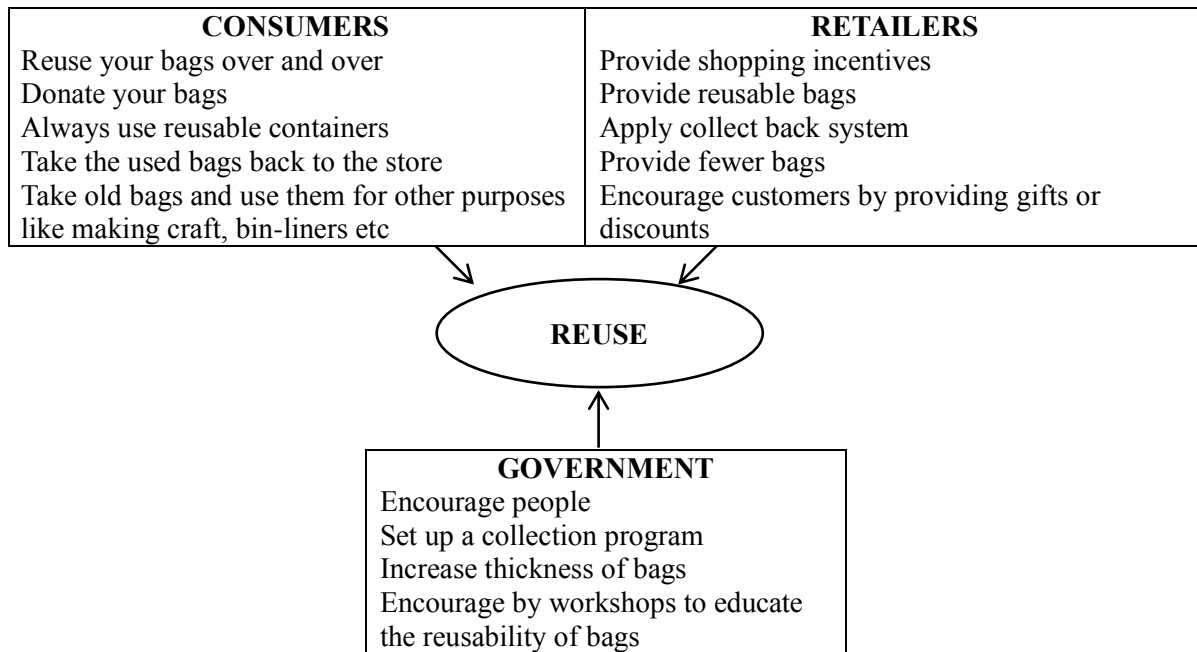 CONSUMERS
Reuse your bags over and over
Donate your bags
Always use reusable containers
Take the used bags back to the store
Take old bags and use them for other purposes
like making craft, bin-liners etc
RETAILERS
Provide shopping incentives
Provide reusable bags
Apply collect back system
Provide fewer bags
Encourage customers by providing gifts or
discounts
REUSE
GOVERNMENT
Encourage people
Set up a collection program
Increase thickness of bags
Encourage by workshops to educate
the reusability of bags